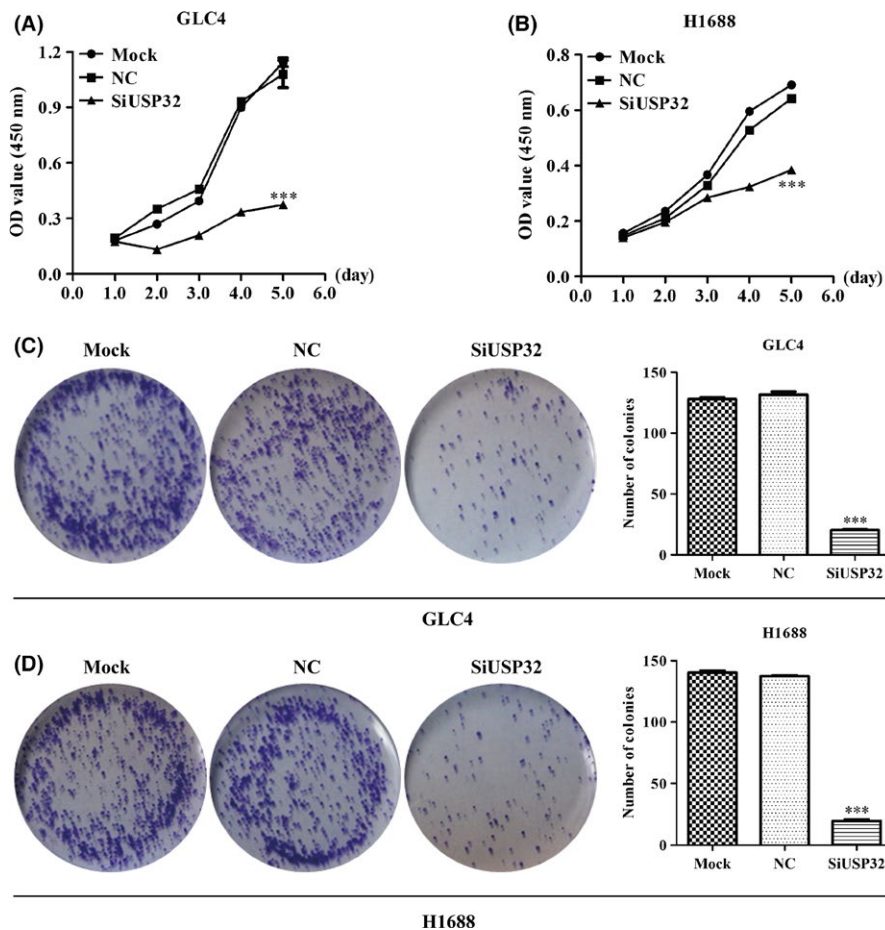 (A)
GLC4
OD value (450 nm)
1.2
0.9
0.6
0.3
0.0
Mock
NC
SiUSP32
***
0.0 1.0 2.0 3.0 4.0 5.0 6.0
(day)
(B)
H1688
OD value (450 nm)
0.8
0.6
0.4
0.2
0.0
Mock
NC
SiUSP32
***
0.0 1.0 2.0 3.0 4.0 5.0 6.0
(day)
(C)
Mock NC SiUSP32
GLC4
Number of colonies
150
100
50
0
***
Mock NC SiUSP32
GLC4
(D)
Mock NC SiUSP32
H1688
Number of colonies
150
100
50
0
***
Mock NC SiUSP32
H1688